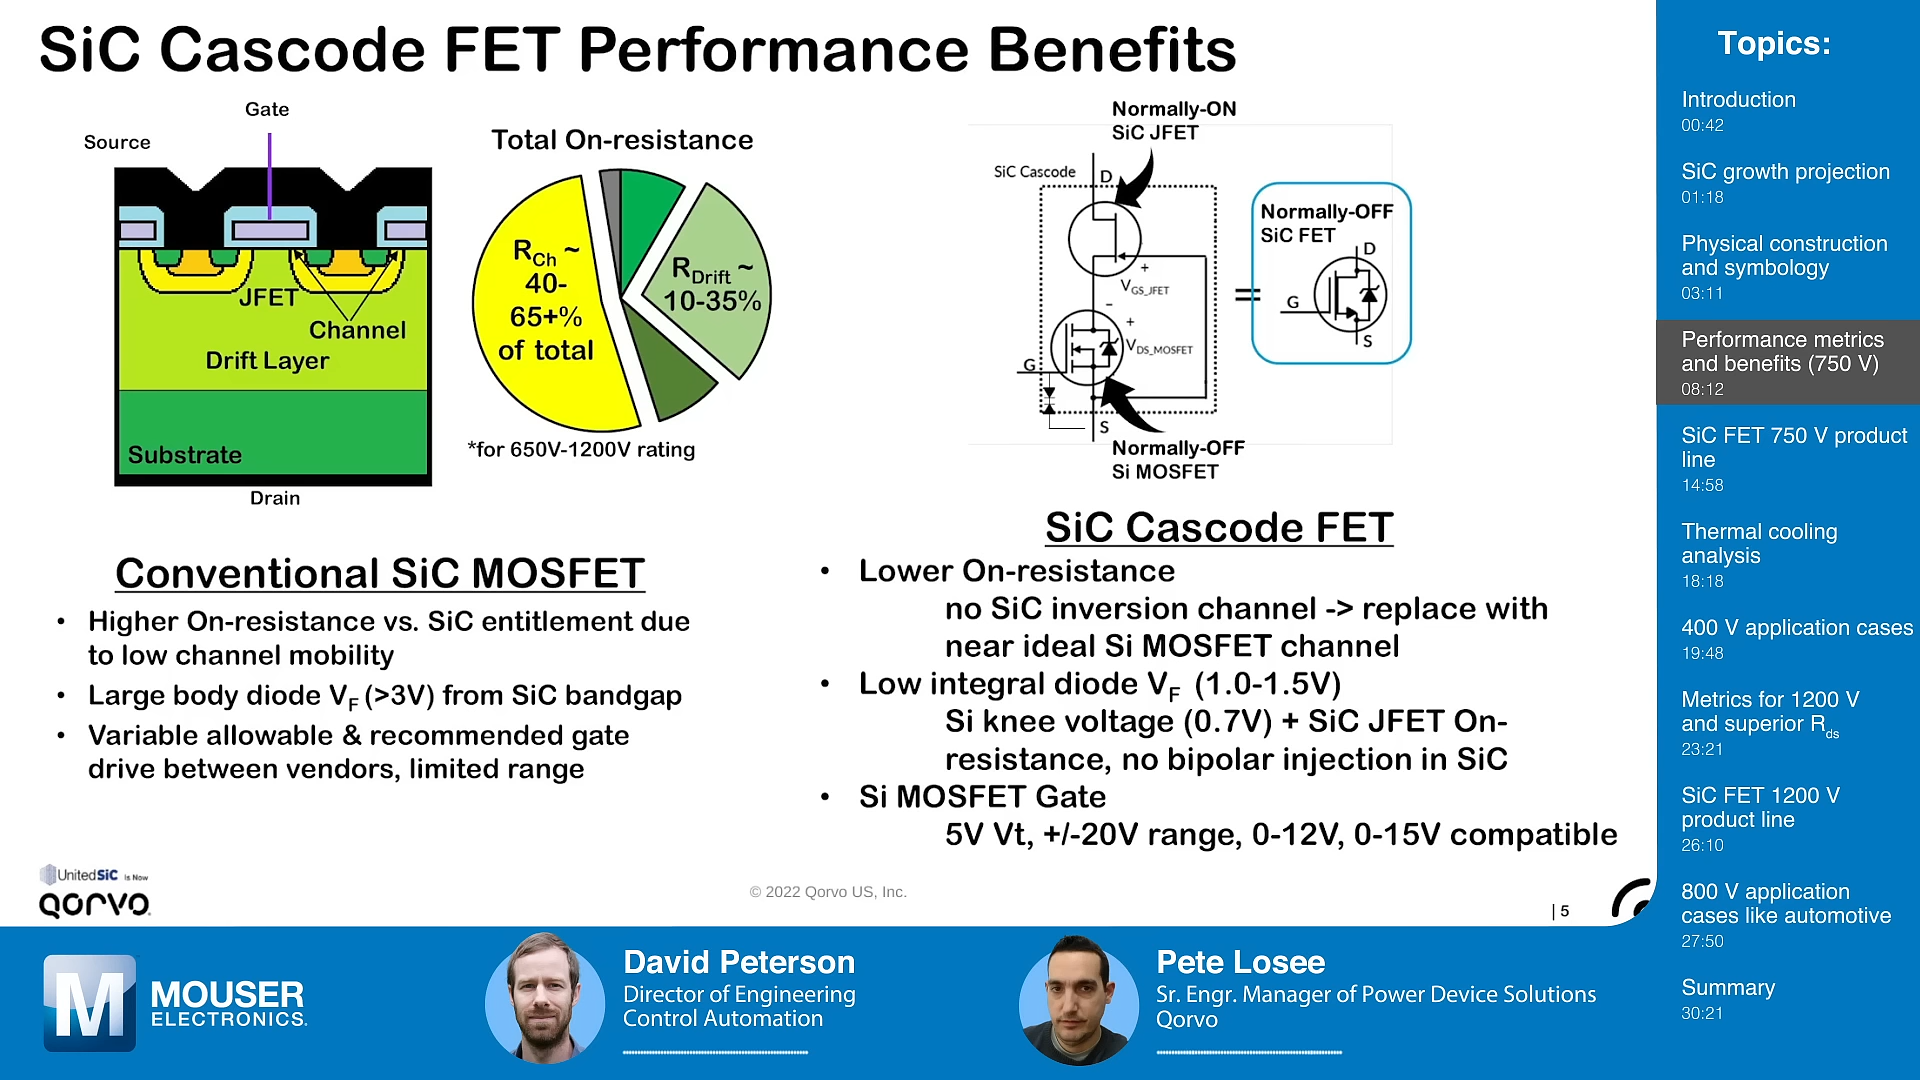 SiC Cascode FET Performance Benefits
Gate
Source
JFET
Channel
Drift Layer
Substrate
Drain
Total On-resistance
R_Ch ~
40-
65+%
of total
R_Drift ~
10-35%
*for 650V-1200V rating
Normally-ON
SiC JFET
SiC Cascode
D
+
V_GS_JFET
-
+
V_DS_MOSFET
G
S
Normally-OFF
Si MOSFET
=
Normally-OFF
SiC FET
D
G
S
Conventional SiC MOSFET
• Higher On-resistance vs. SiC entitlement due
to low channel mobility
• Large body diode V_F (>3V) from SiC bandgap
• Variable allowable & recommended gate
drive between vendors, limited range
SiC Cascode FET
• Lower On-resistance
no SiC inversion channel -> replace with
near ideal Si MOSFET channel
• Low integral diode V_F (1.0-1.5V)
Si knee voltage (0.7V) + SiC JFET On-
resistance, no bipolar injection in SiC
• Si MOSFET Gate
5V Vt, +/-20V range, 0-12V, 0-15V compatible
UnitedSiC is Now
QORVO
© 2022 Qorvo US, Inc.
| 5
Topics:
Introduction
00:42
SiC growth projection
01:18
Physical construction
and symbology
03:11
Performance metrics
and benefits (750 V)
08:12
SiC FET 750 V product
line
14:58
Thermal cooling
analysis
18:18
400 V application cases
19:48
Metrics for 1200 V
and superior R_ds
23:21
SiC FET 1200 V
product line
26:10
800 V application
cases like automotive
27:50
Summary
30:21
M
MOUSER
ELECTRONICS.
David Peterson
Director of Engineering
Control Automation
Pete Losee
Sr. Engr. Manager of Power Device Solutions
Qorvo